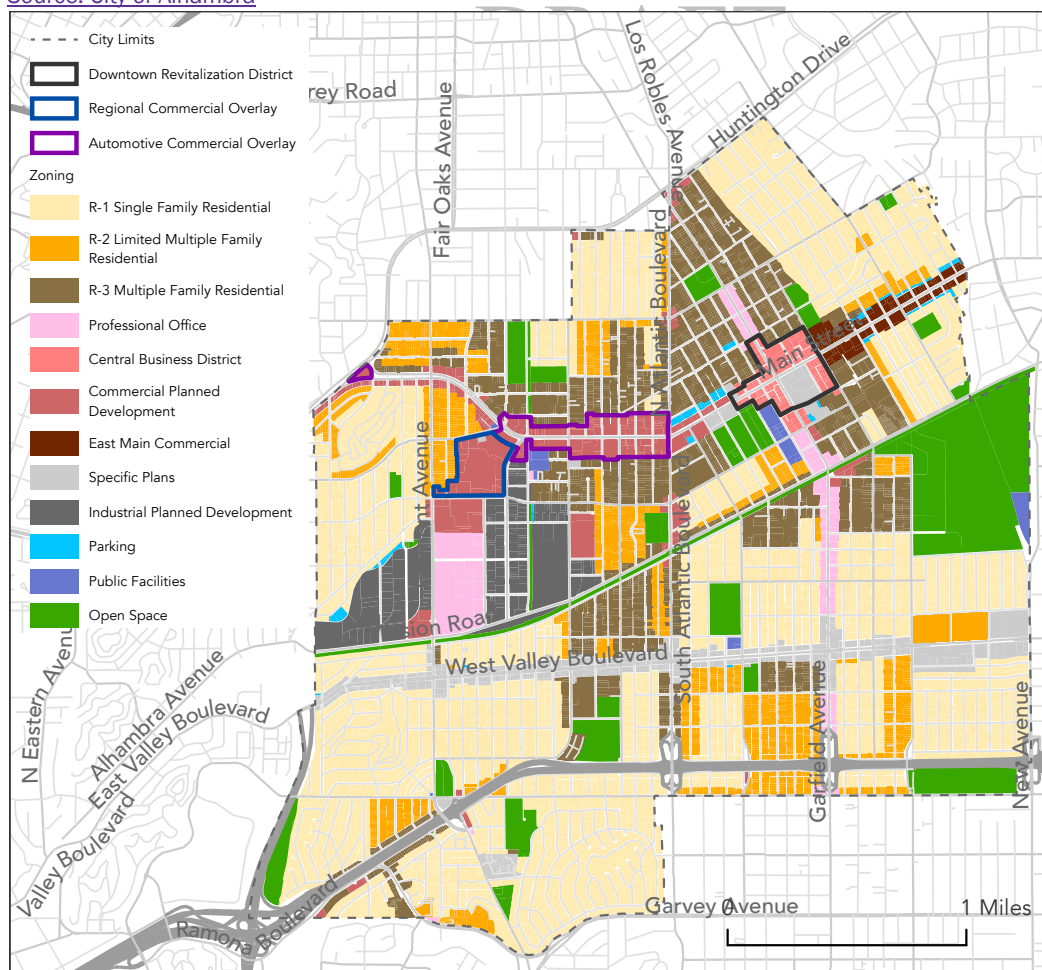 Source: City of Alhambra
DRAFT
City Limits
Downtown Revitalization District
Regional Commercial Overlay
Automotive Commercial Overlay
Zoning
R-1 Single Family Residential
R-2 Limited Multiple Family
Residential
R-3 Multiple Family Residential
Professional Office
Central Business District
Commercial Planned
Development
East Main Commercial
Specific Plans
Industrial Planned Development
Parking
Public Facilities
Open Space
rey Road
Fair Oaks Avenue
Los Robles Avenue
Huntington Drive
N Atlantic Boulevard
Main Street
nt Avenue
South Atlantic Boulevard
sion Road
West Valley Boulevard
N Eastern Avenue
Alhambra Avenue
East Valley Boulevard
Valley Boulevard
Garfield Avenue
New Avenue
Ramona Boulevard
Garvey Avenue
0
1 Miles